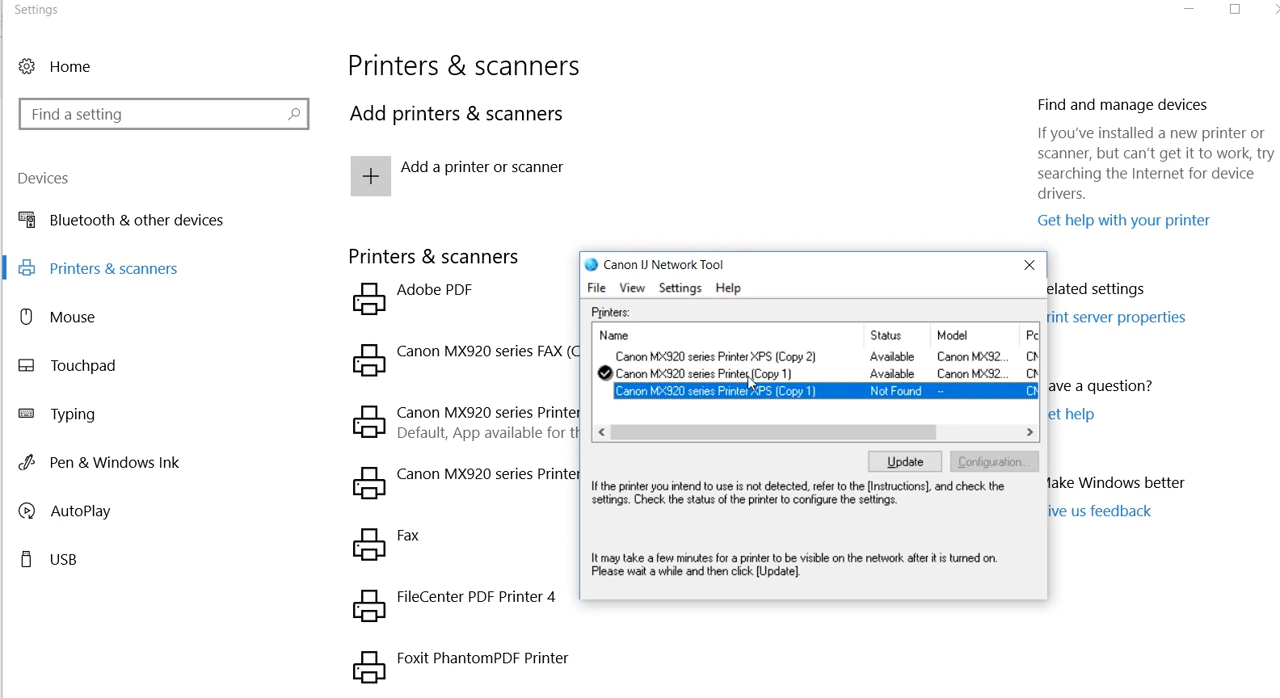 Settings
Home
Find a setting
Devices
Bluetooth & other devices
Printers & scanners
Mouse
Touchpad
Typing
Pen & Windows Ink
AutoPlay
USB
Printers & scanners
Add printers & scanners
Add a printer or scanner
Printers & scanners
Adobe PDF
Canon MX920 series FAX (C
Canon MX920 series Printer
Default, App available for th
Canon MX920 series Printer
Fax
FileCenter PDF Printer 4
Foxit PhantomPDF Printer
Canon IJ Network Tool
File View Settings Help
Printers:
Name Status Model Po
Canon MX920 series Printer XPS (Copy 2) Available Canon MX92... CN
Canon MX920 series Printer (Copy 1) Available Canon MX92... CN
Canon MX920 series Printer XPS (Copy 1) Not Found -- CN
Update Configuration...
If the printer you intend to use is not detected, refer to the [Instructions], and check the
settings. Check the status of the printer to configure the settings.
It may take a few minutes for a printer to be visible on the network after it is turned on.
Please wait a while and then click [Update].
Find and manage devices
If you've installed a new printer or
scanner, but can't get it to work, try
searching the Internet for device
drivers.
Get help with your printer
elated settings
rint server properties
ave a question?
et help
Make Windows better
ive us feedback